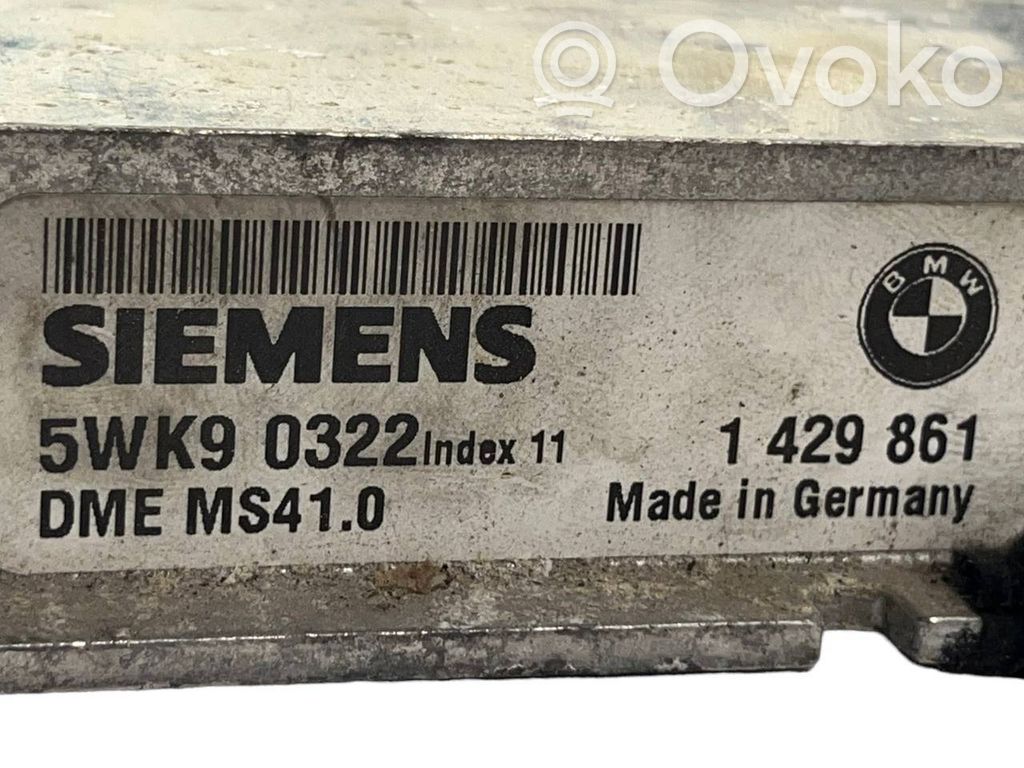 Ovoko
SIEMENS
BMW
5WK9 0322 Index 11
1 429 861
DME MS41.0
Made in Germany